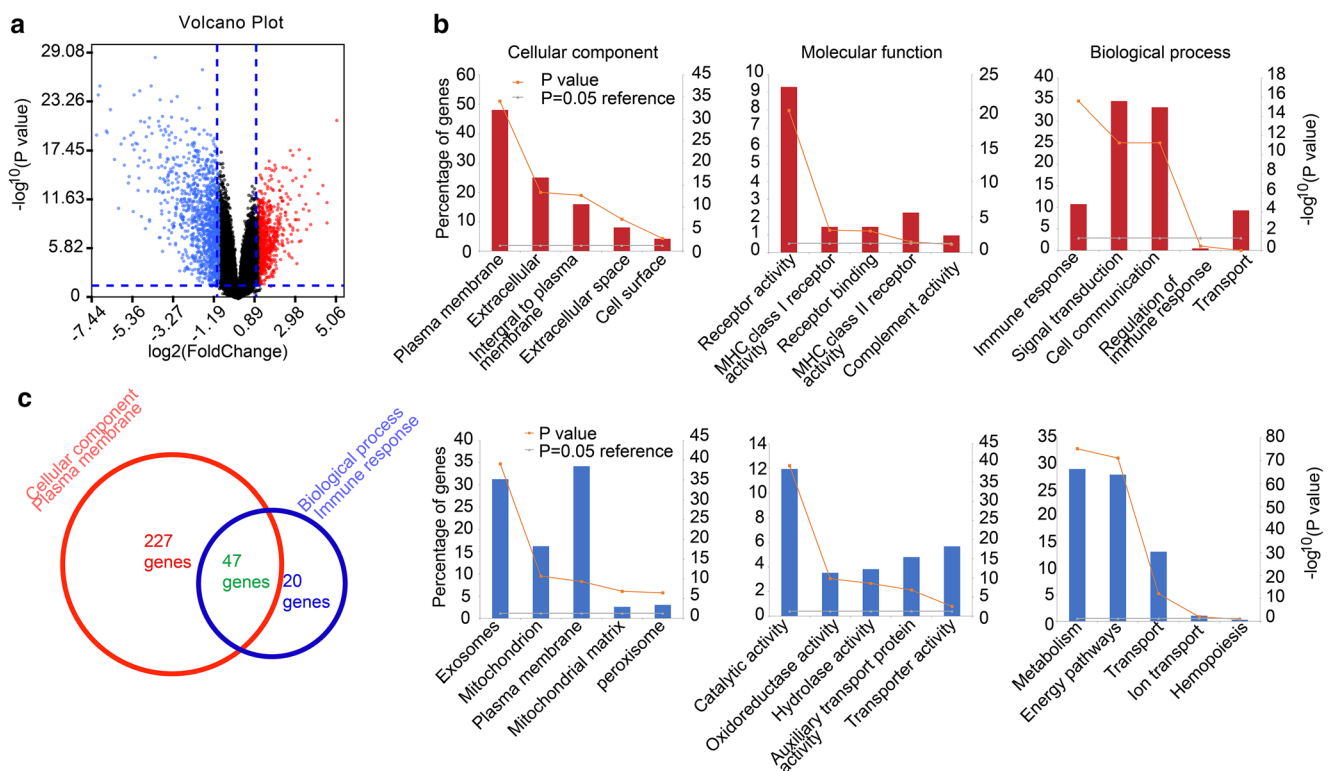 a
Volcano Plot
29.08
23.26
17.45
11.63
5.82
0
-log¹⁰(P value)
-7.44
-5.36
-3.27
-1.19
0.89
2.98
5.06
log2(FoldChange)
b
Cellular component
60
50
40
30
20
10
0
Percentage of genes
P value
P=0.05 reference
45
40
35
30
25
20
15
10
5
0
Plasma membrane
Extracellular
Intergral to plasma
membrane
Extracellular space
Cell surface
Molecular function
10
9
8
7
6
5
4
3
2
1
0
25
20
15
10
5
0
Receptor activity
MHC class I receptor
activity
Receptor binding
MHC class II receptor
activity
Complement activity
Biological process
40
35
30
25
20
15
10
5
0
18
16
14
12
10
8
6
4
2
0
-log¹⁰(P value)
Immune response
Signal transduction
Cell communication
Regulation of
immune response
Transport
c
Cellular component
Plasma membrane
Biological process
Immune response
227
genes
47
genes
20
genes
40
35
30
25
20
15
10
5
0
Percentage of genes
P value
P=0.05 reference
45
40
35
30
25
20
15
10
5
0
Exosomes
Mitochondrion
Plasma membrane
Mitochondrial matrix
peroxisome
14
12
10
8
6
4
2
0
45
40
35
30
25
20
15
10
5
0
Catalytic activity
Oxidoreductase activity
Hydrolase activity
Auxiliary transport protein
activity
Transporter activity
35
30
25
20
15
10
5
0
80
70
60
50
40
30
20
10
0
-log¹⁰(P value)
Metabolism
Energy pathways
Transport
Ion transport
Hemopolesis